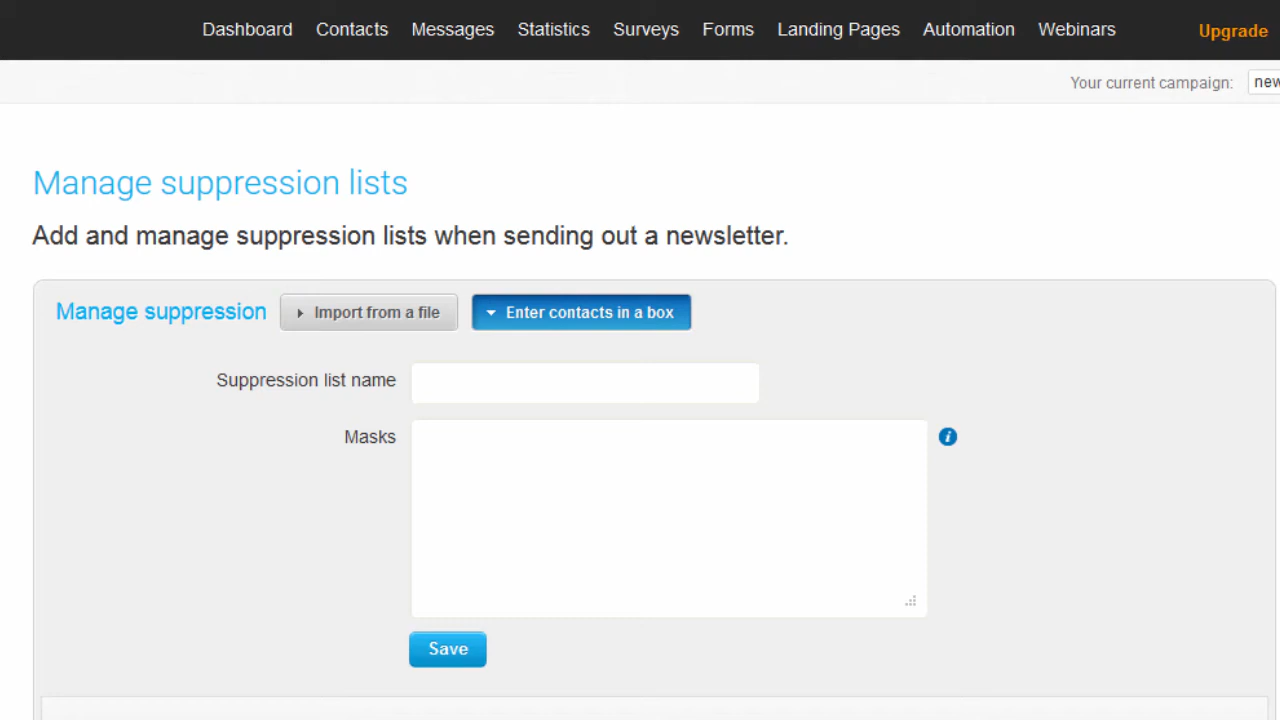 Dashboard Contacts Messages Statistics Surveys Forms Landing Pages Automation Webinars Upgrade
Your current campaign: new
Manage suppression lists
Add and manage suppression lists when sending out a newsletter.
Manage suppression Import from a file Enter contacts in a box
Suppression list name
Masks
i
Save